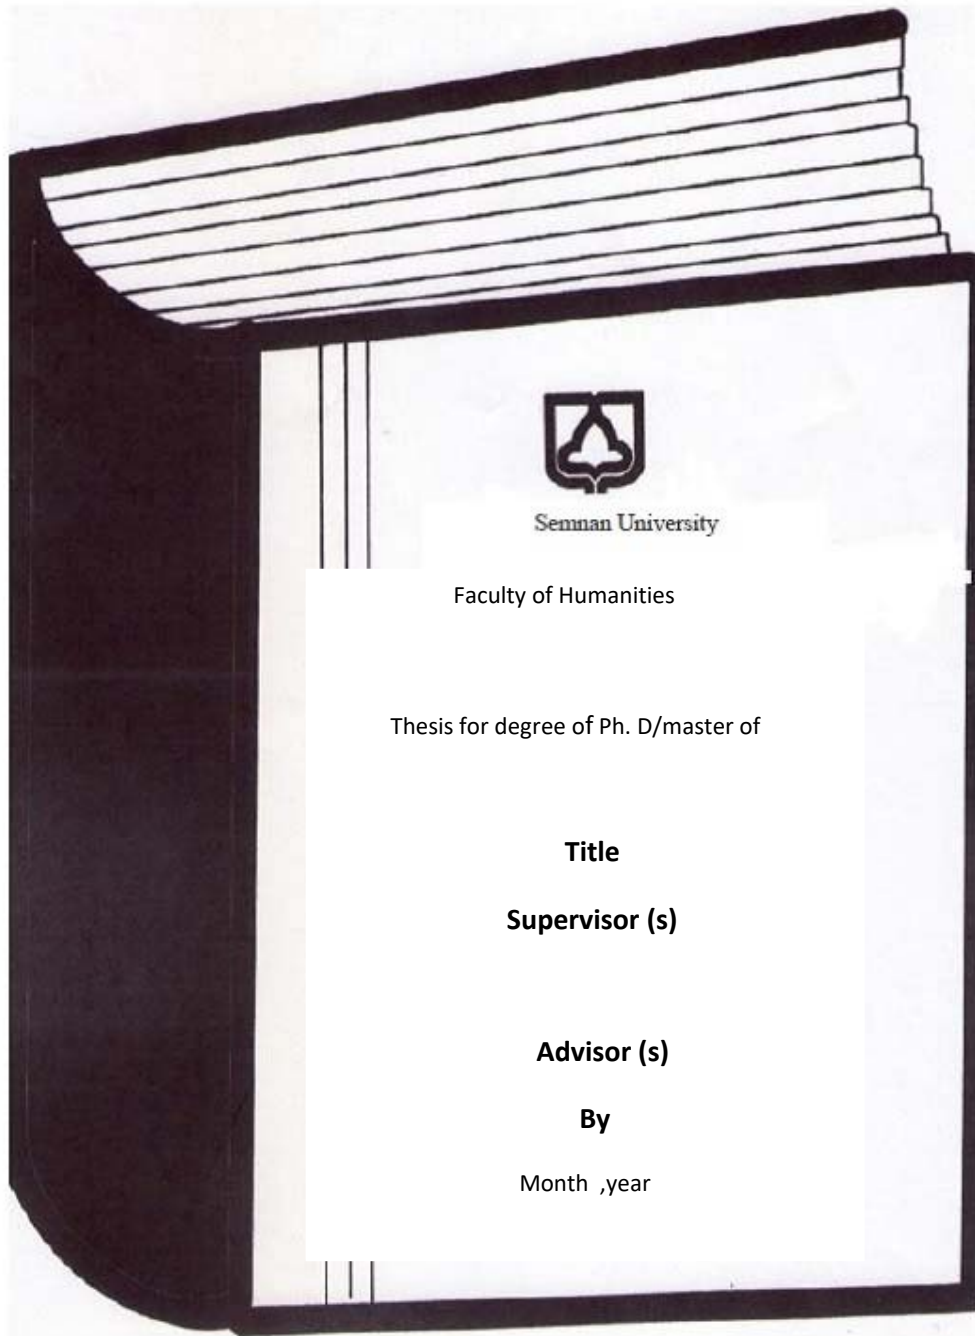 Semnan University
Faculty of Humanities
Thesis for degree of Ph. D/master of
Title
Supervisor (s)
Advisor (s)
By
Month ,year